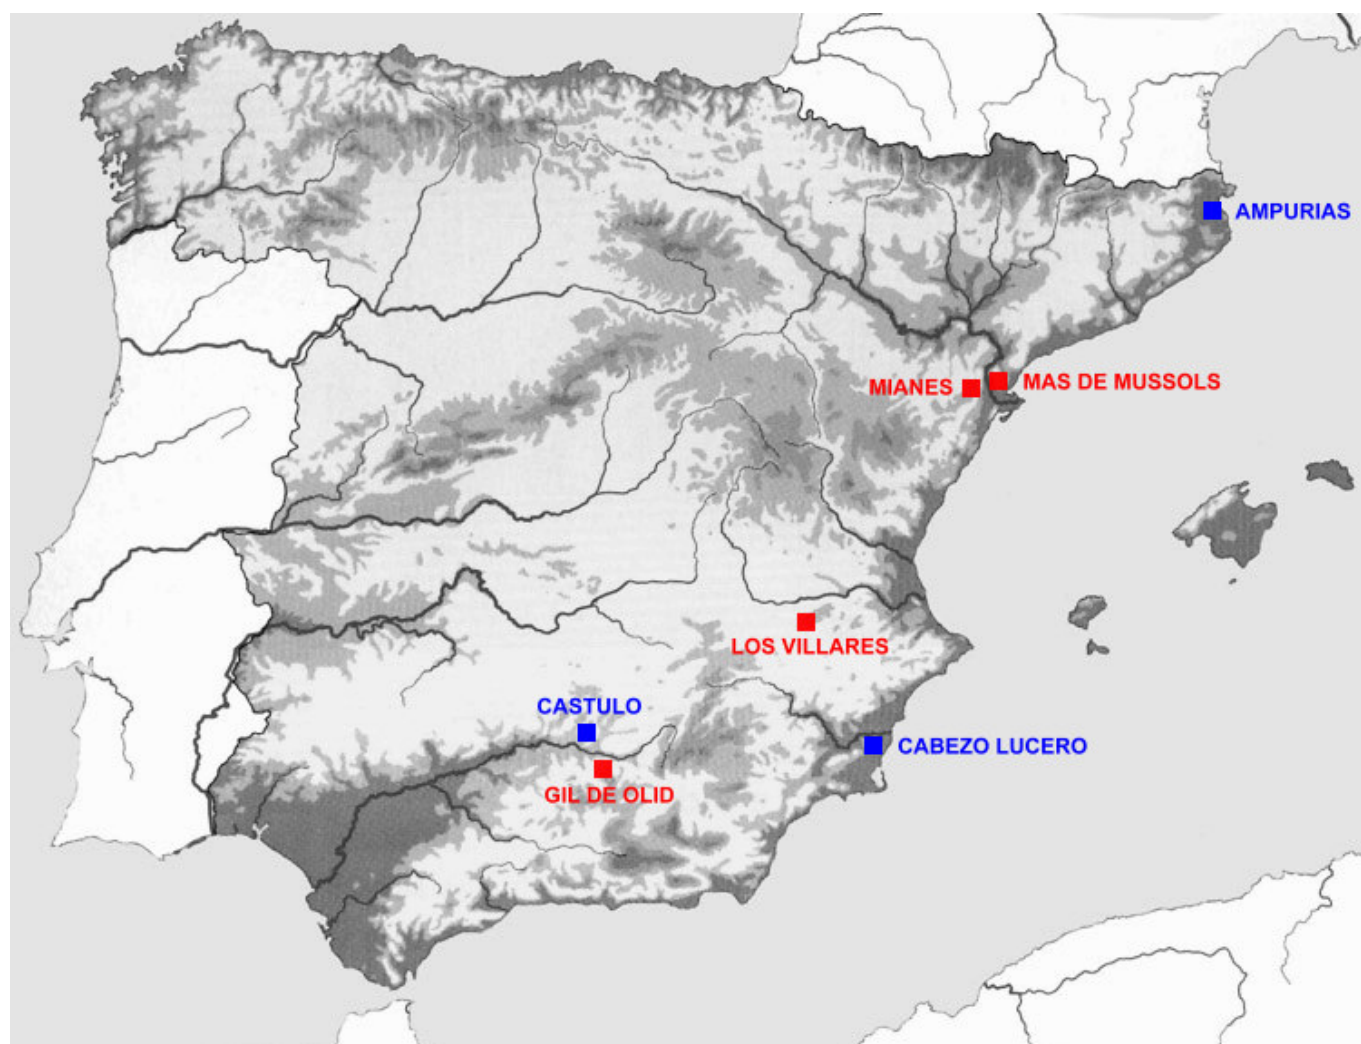 AMPURIAS
MIANES
MAS DE MUSSOLS
LOS VILLARES
CASTULO
CABEZO LUCERO
GIL DE OLID